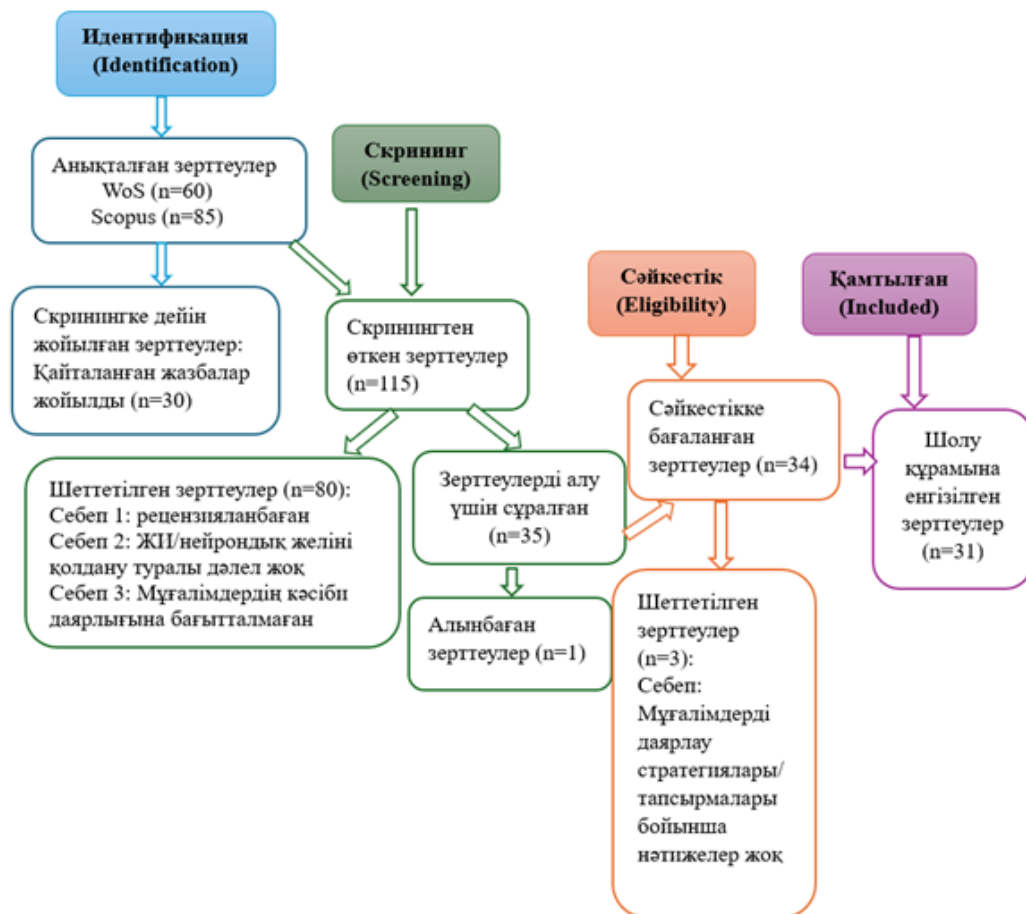 Идентификация
(Identification)
Анықталған зерттеулер
WoS (n=60)
Scopus (n=85)
Скринингке дейін
жойылған зерттеулер:
Қайталанған жазбалар
жойылды (n=30)
Скрининг
(Screening)
Скринингтен
өткен зерттеулер
(n=115)
Шеттетілген зерттеулер (n=80):
Себеп 1: рецензияланбаған
Себеп 2: ЖИ/нейрондық желіні
қолдану туралы дәлел жоқ
Себеп 3: Мұғалімдердің кәсіби
даярлығына бағытталмаған
Зерттеулерді алу
үшін сұралған
(n=35)
Алынбаған
зерттеулер (n=1)
Сәйкестік
(Eligibility)
Сәйкестікке
бағаланған
зерттеулер (n=34)
Шеттетілген
зерттеулер
(n=3):
Себеп:
Мұғалімдерді
даярлау
стратегиялары/
тапсырмалары
бойынша
нәтижелер жоқ
Қамтылған
(Included)
Шолу
құрамына
енгізілген
зерттеулер
(n=31)